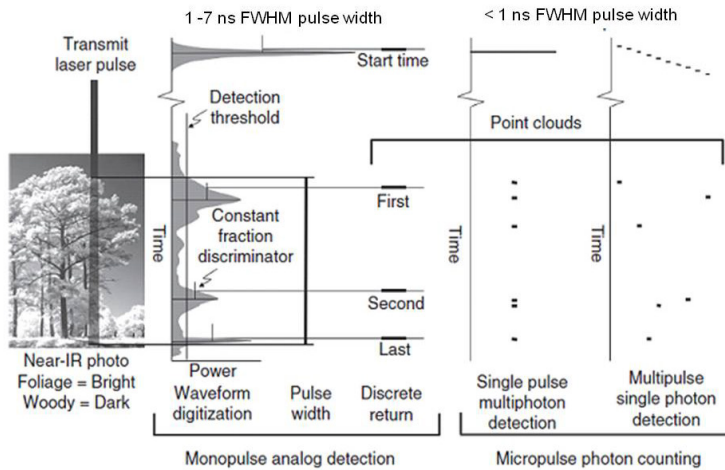 1 -7 ns FWHM pulse width
< 1 ns FWHM pulse width
Transmit
laser pulse
Start time
Detection
threshold
Point clouds
First
Time
Constant
fraction
discriminator
Time
Time
Second
Last
Near-IR photo
Foliage = Bright
Woody = Dark
Power
Waveform
digitization
Pulse
width
Discrete
return
Single pulse
multiphoton
detection
Multipulse
single photon
detection
Monopulse analog detection
Micropulse photon counting